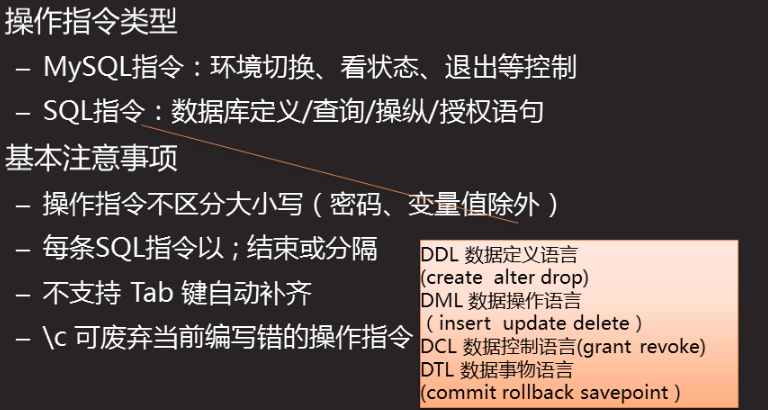 操作指令类型
– MySQL指令：环境切换、看状态、退出等控制
– SQL指令：数据库定义/查询/操纵/授权语句
基本注意事项
– 操作指令不区分大小写（密码、变量值除外）
– 每条SQL指令以 ; 结束或分隔
– 不支持 Tab 键自动补齐
– \c 可废弃当前编写错的操作指令
DDL 数据定义语言
(create alter drop)
DML 数据操作语言
（insert update delete）
DCL 数据控制语言(grant revoke)
DTL 数据事物语言
(commit rollback savepoint）